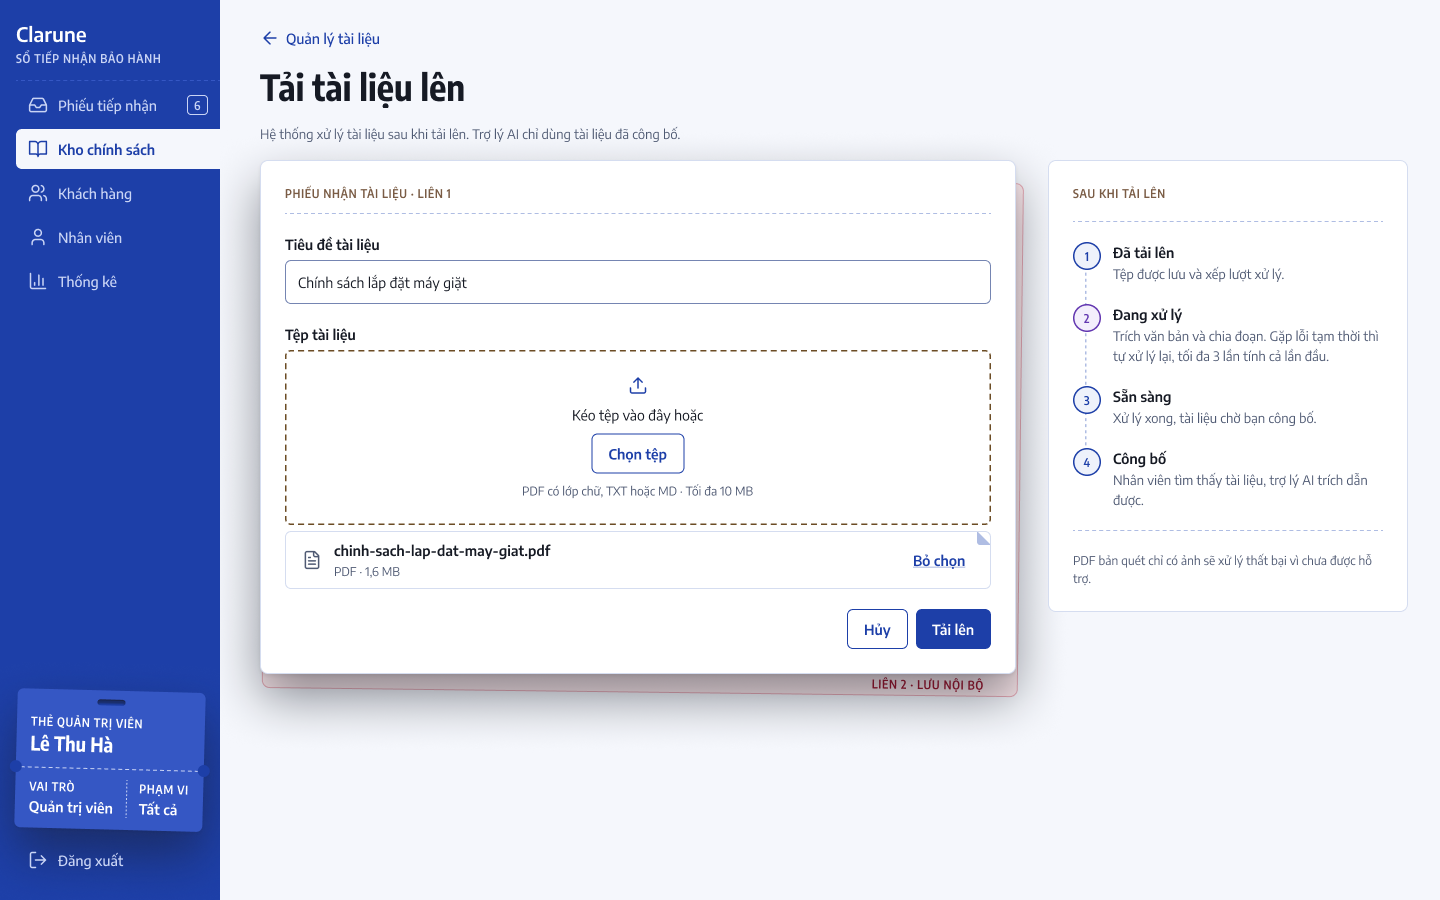 Clarune
SỔ TIẾP NHẬN BẢO HÀNH
Phiếu tiếp nhận 6
Kho chính sách
Khách hàng
Nhân viên
Thống kê
THẺ QUẢN TRỊ VIÊN
Lê Thu Hà
VAI TRÒ
Quản trị viên
PHẠM VI
Tất cả
Đăng xuất
Quản lý tài liệu
Tải tài liệu lên
Hệ thống xử lý tài liệu sau khi tải lên. Trợ lý AI chỉ dùng tài liệu đã công bố.
PHIẾU NHẬN TÀI LIỆU · LIÊN 1
Tiêu đề tài liệu
Chính sách lắp đặt máy giặt
Tệp tài liệu
Kéo tệp vào đây hoặc
Chọn tệp
PDF có lớp chữ, TXT hoặc MD · Tối đa 10 MB
chinh-sach-lap-dat-may-giat.pdf
PDF · 1,6 MB
Bỏ chọn
Hủy
Tải lên
LIÊN 2 · LƯU NỘI BỘ
SAU KHI TẢI LÊN
1 Đã tải lên
Tệp được lưu và xếp lượt xử lý.
2 Đang xử lý
Trích văn bản và chia đoạn. Gặp lỗi tạm thời thì
tự xử lý lại, tối đa 3 lần tính cả lần đầu.
3 Sẵn sàng
Xử lý xong, tài liệu chờ bạn công bố.
4 Công bố
Nhân viên tìm thấy tài liệu, trợ lý AI trích dẫn
được.
PDF bản quét chỉ có ảnh sẽ xử lý thất bại vì chưa được hỗ
trợ.